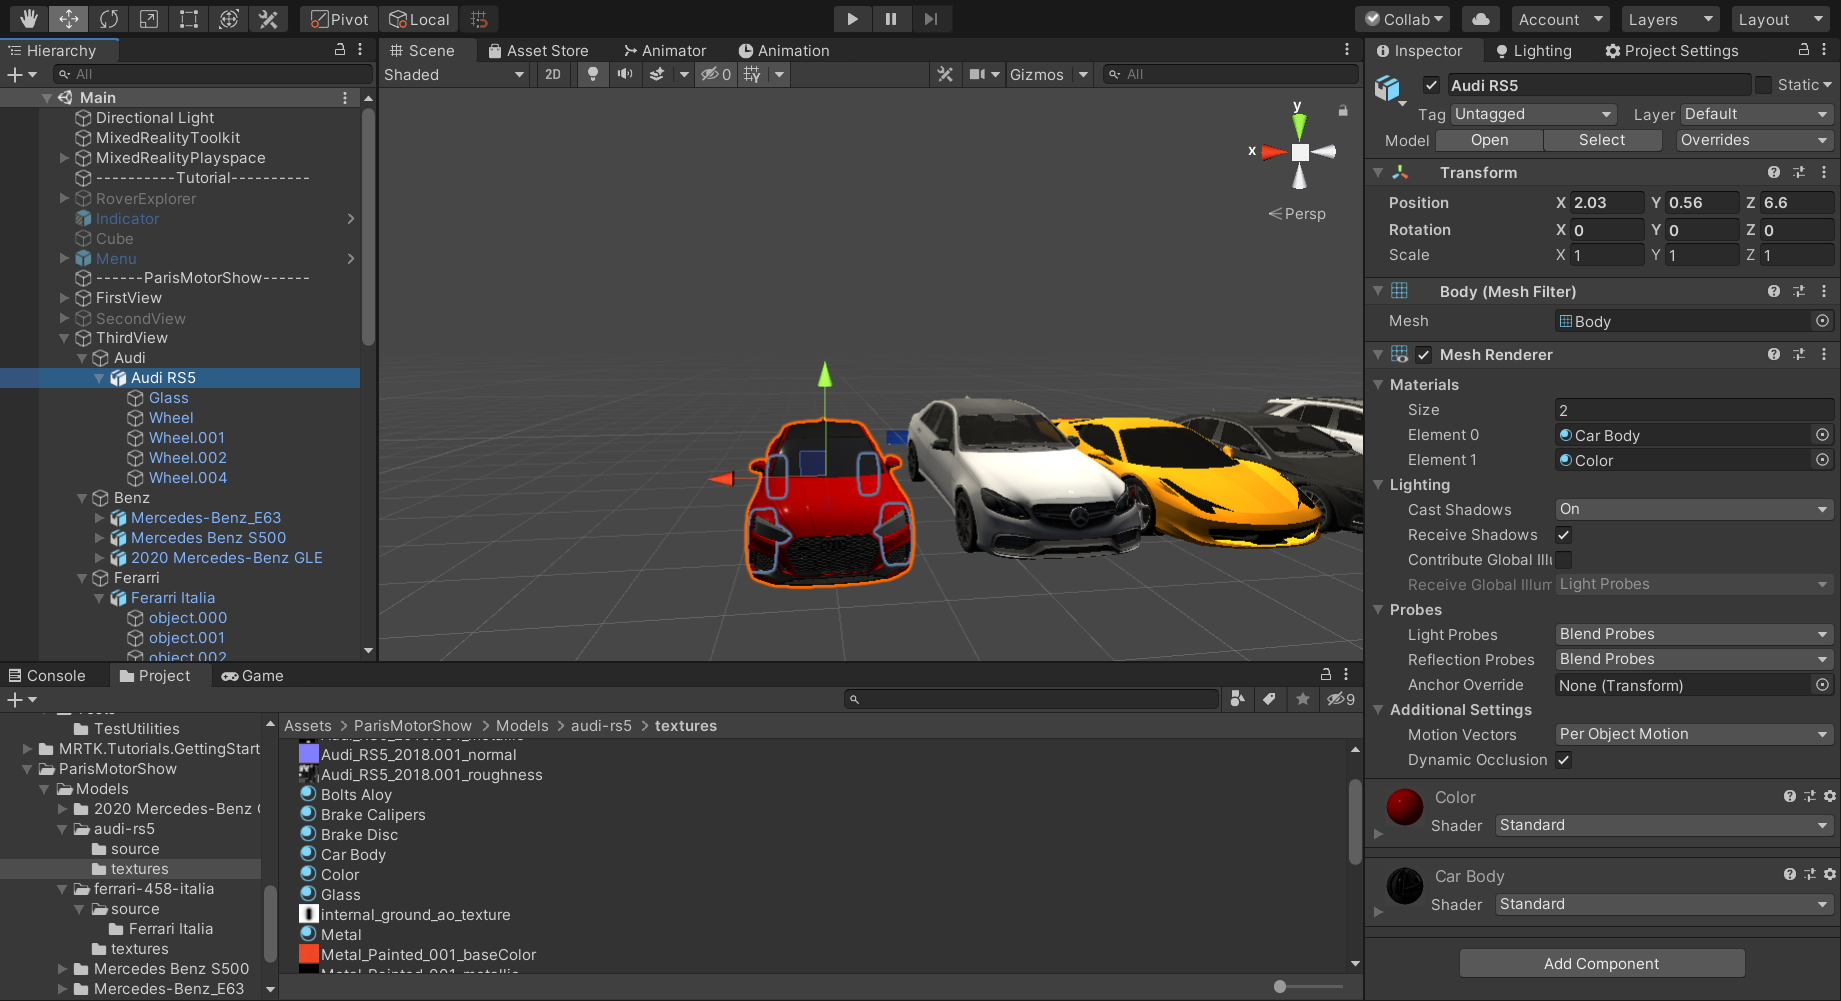 Pivot Local Collab Account Layers Layout
Hierarchy
All
Main
Directional Light
MixedRealityToolkit
MixedRealityPlayspace
----------Tutorial----------
RoverExplorer
Indicator
Cube
Menu
------ParisMotorShow------
FirstView
SecondView
ThirdView
Audi
Audi RS5
Glass
Wheel
Wheel.001
Wheel.002
Wheel.004
Benz
Mercedes-Benz_E63
Mercedes Benz S500
2020 Mercedes-Benz GLE
Ferarri
Ferarri Italia
object.000
object.001
object.002
Scene Asset Store Animator Animation
Shaded 2D 0 Gizmos All
y
x
Persp
Inspector Lighting Project Settings
Audi RS5 Static
Tag Untagged Layer Default
Model Open Select Overrides
Transform
Position X 2.03 Y 0.56 Z 6.6
Rotation X 0 Y 0 Z 0
Scale X 1 Y 1 Z 1
Body (Mesh Filter)
Mesh Body
Mesh Renderer
Materials
Size 2
Element 0 Car Body
Element 1 Color
Lighting
Cast Shadows On
Receive Shadows
Contribute Global Illu
Receive Global Illum Light Probes
Probes
Light Probes Blend Probes
Reflection Probes Blend Probes
Anchor Override None (Transform)
Additional Settings
Motion Vectors Per Object Motion
Dynamic Occlusion
Color
Shader Standard
Car Body
Shader Standard
Add Component
Console Project Game
9
TestUtilities
MRTK.Tutorials.GettingStart
ParisMotorShow
Models
2020 Mercedes-Benz
audi-rs5
source
textures
ferrari-458-italia
source
Ferrari Italia
textures
Mercedes Benz S500
Mercedes-Benz_E63
Assets > ParisMotorShow > Models > audi-rs5 > textures
Audi_RS5_2018.001_normal
Audi_RS5_2018.001_roughness
Bolts Aloy
Brake Calipers
Brake Disc
Car Body
Color
Glass
internal_ground_ao_texture
Metal
Metal_Painted_001_baseColor
Metal_Painted_001_metallic